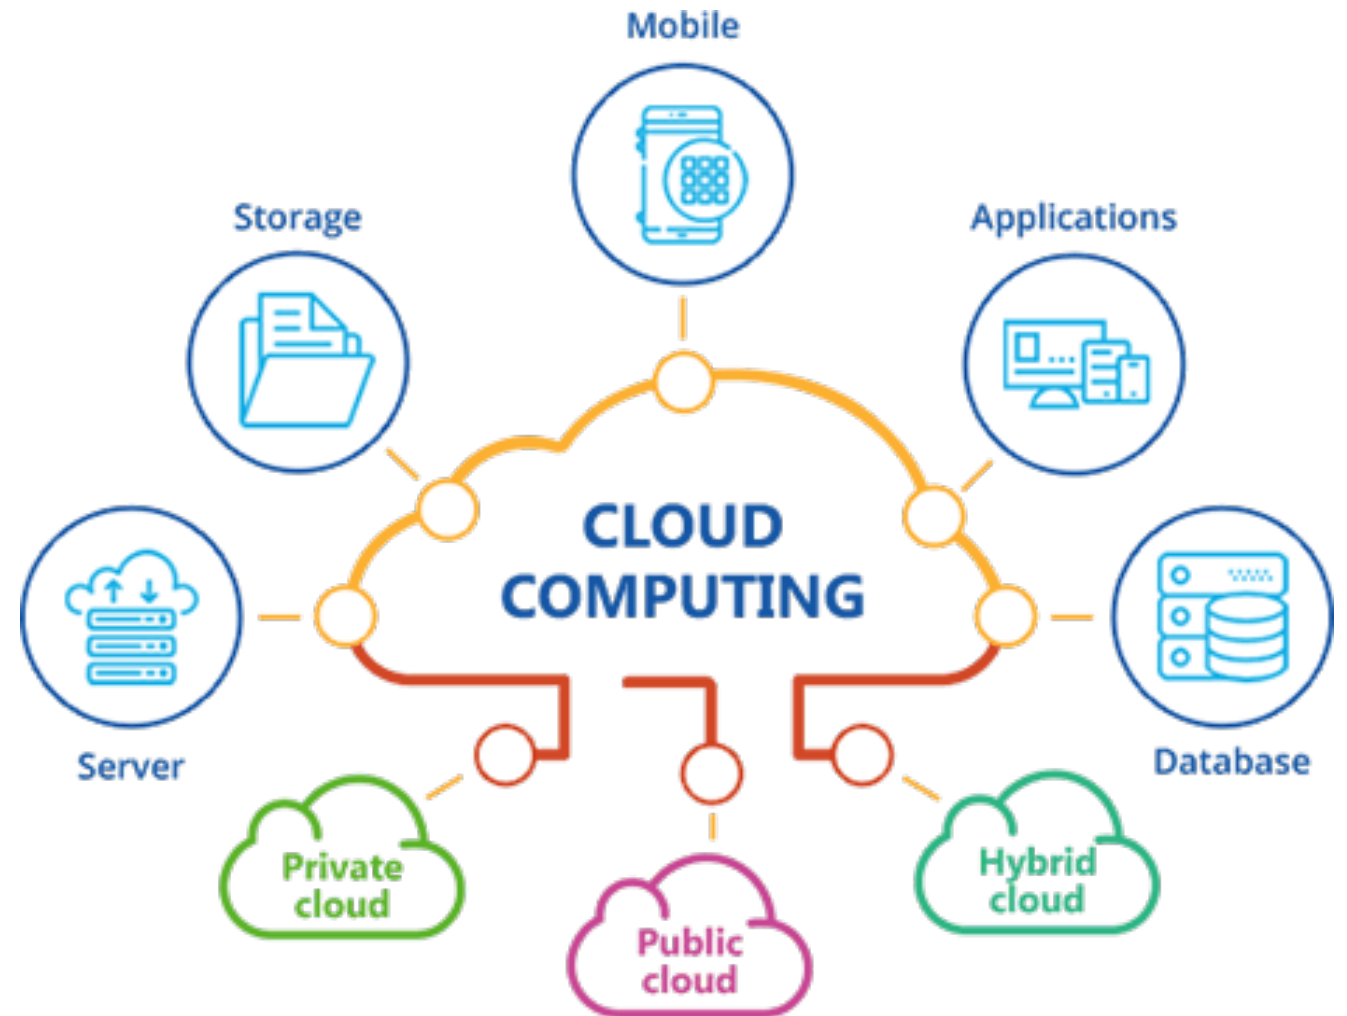 Mobile
Storage
Applications
CLOUD
COMPUTING
Server
Database
Private
cloud
Public
cloud
Hybrid
cloud